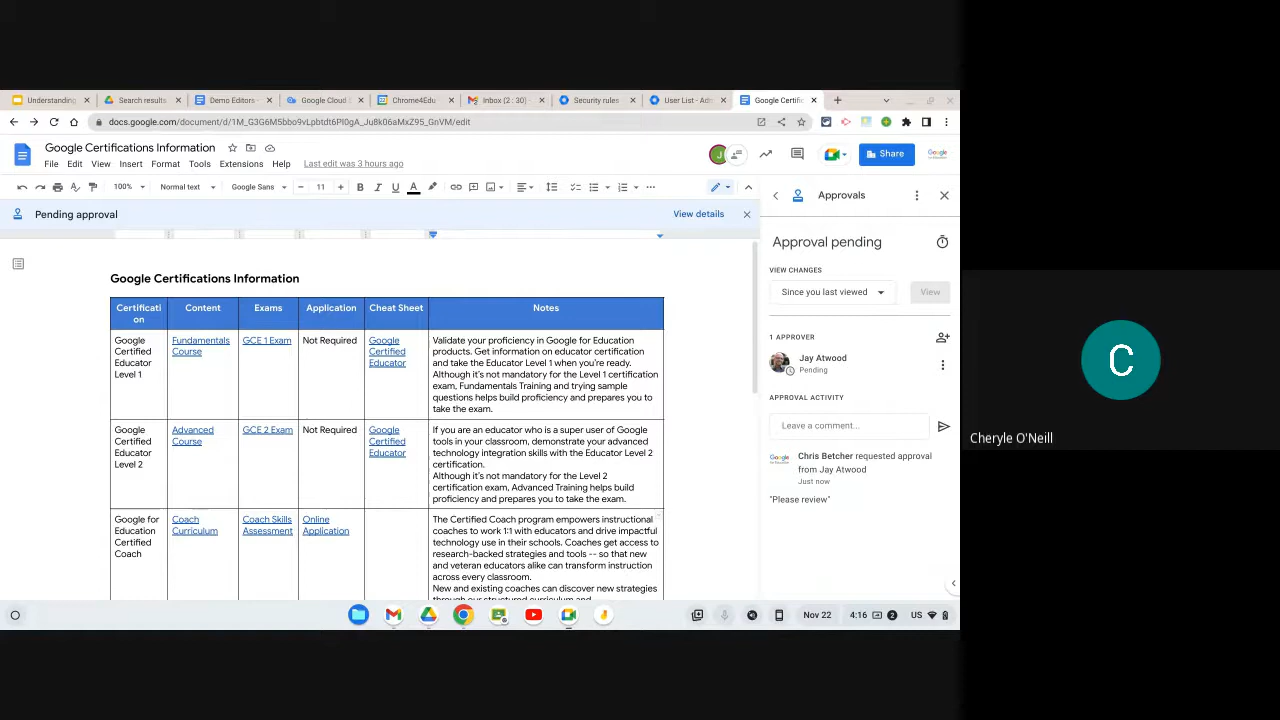 Understanding
Search results
Demo Editors -
Google Cloud
Chrome4Edu
Inbox (2 : 30) -
Security rules
User List - Adm
Google Certific
docs.google.com/document/d/1M_G3G6M5bbo9vLpbtdt6PI0gA_Ju8k06aMxZ9S_GnVM/edit
Google Certifications Information
File Edit View Insert Format Tools Extensions Help Last edit was 3 hours ago
J
Share
100% Normal text Google Sans 11 B I U A
Pending approval View details
Google Certifications Information
Certificati
on
Content
Exams
Application
Cheat Sheet
Notes
Google
Certified
Educator
Level 1
Fundamentals
Course
GCE 1 Exam
Not Required
Google
Certified
Educator
Validate your proficiency in Google for Education
products. Get information on educator certification
and take the Educator Level 1 when you're ready.
Although it's not mandatory for the Level 1 certification
exam, Fundamentals Training and trying sample
questions helps build proficiency and prepares you to
take the exam.
Google
Certified
Educator
Level 2
Advanced
Course
GCE 2 Exam
Not Required
Google
Certified
Educator
If you are an educator who is a super user of Google
tools in your classroom, demonstrate your advanced
technology integration skills with the Educator Level 2
certification.
Although it's not mandatory for the Level 2
certification exam, Advanced Training helps build
proficiency and prepares you to take the exam.
Google for
Education
Certified
Coach
Coach
Curriculum
Coach Skills
Assessment
Online
Application
The Certified Coach program empowers instructional
coaches to work 1:1 with educators and drive impactful
technology use in their schools. Coaches get access to
research-backed strategies and tools -- so that new
and veteran educators alike can transform instruction
across every classroom.
New and existing coaches can discover new strategies
through our structured curriculum and
Approvals
Approval pending
VIEW CHANGES
Since you last viewed
View
1 APPROVER
Jay Atwood
Pending
APPROVAL ACTIVITY
Leave a comment...
Chris Betcher requested approval
from Jay Atwood
Just now
"Please review"
Nov 22 4:16 2 US
C
Cheryle O'Neill